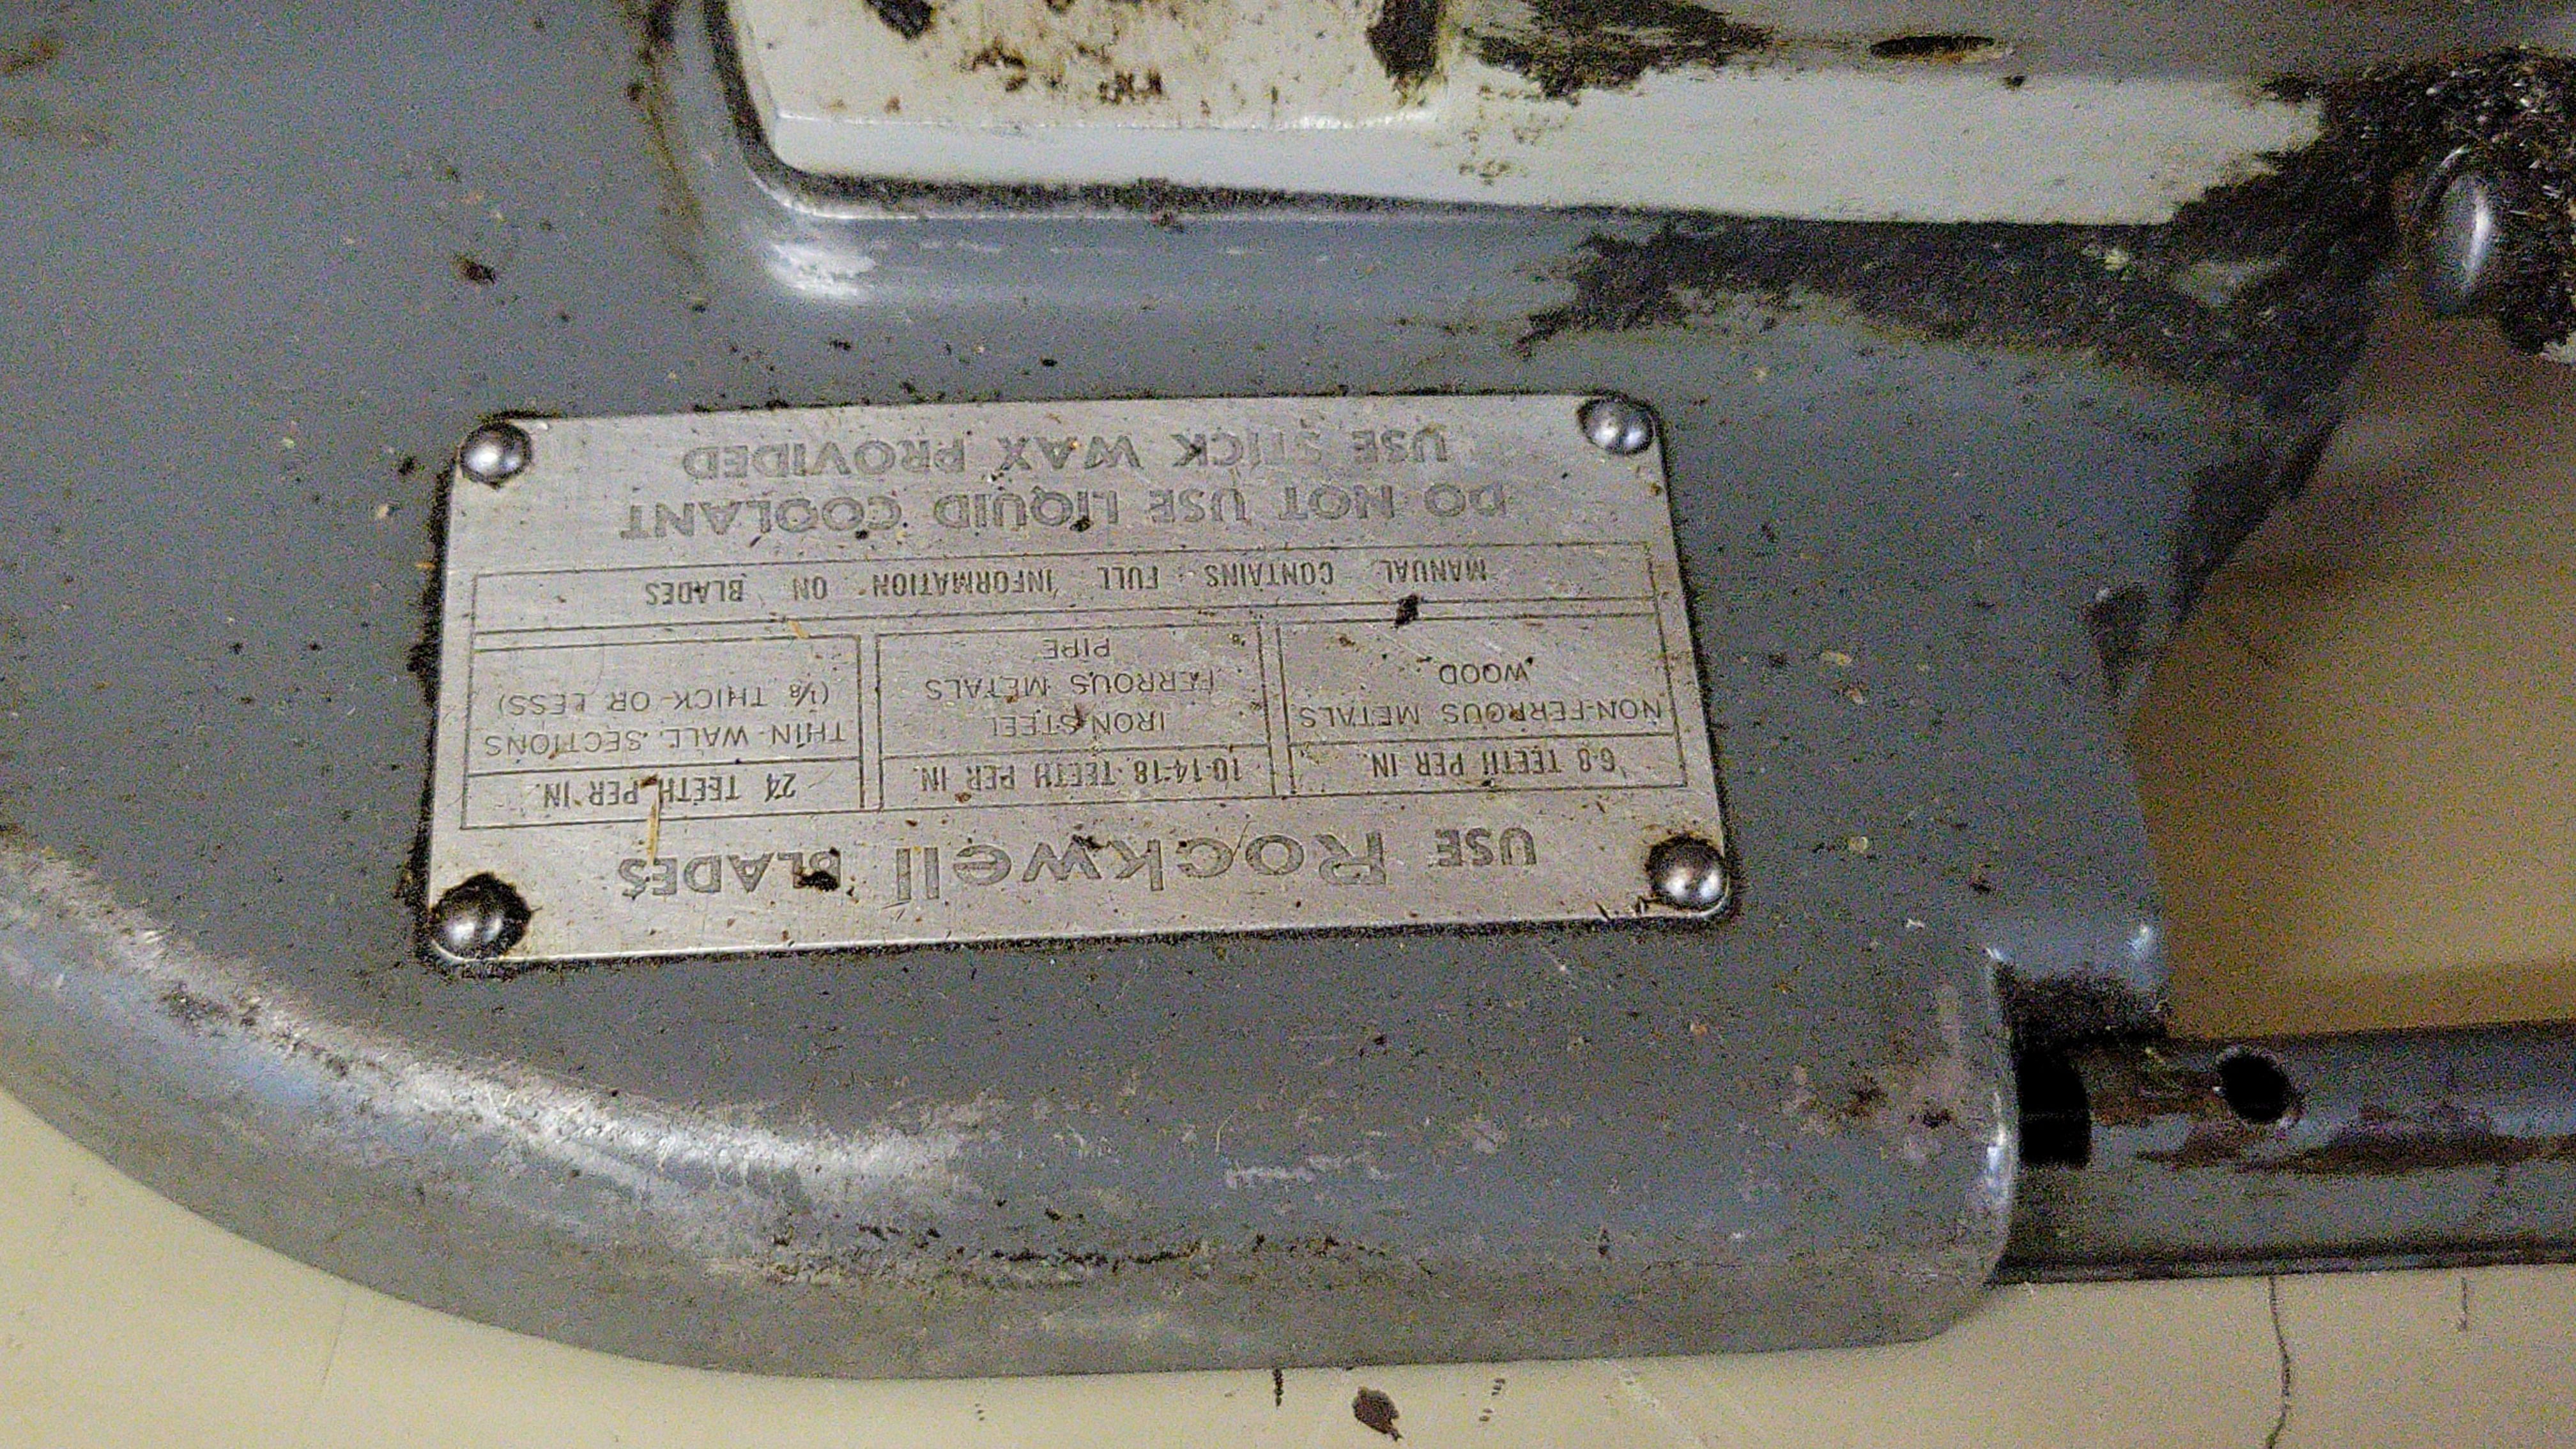 USE Rockwell BLADES
6-8 TEETH PER IN.
NON-FERROUS METALS
WOOD
10-14-18 TEETH PER IN.
IRON-STEEL
FERROUS METALS
PIPE
24 TEETH PER IN.
THIN WALL SECTIONS
(1/8 THICK OR LESS)
MANUAL CONTAINS FULL INFORMATION ON BLADES
DO NOT USE LIQUID COOLANT
USE STICK WAX PROVIDED